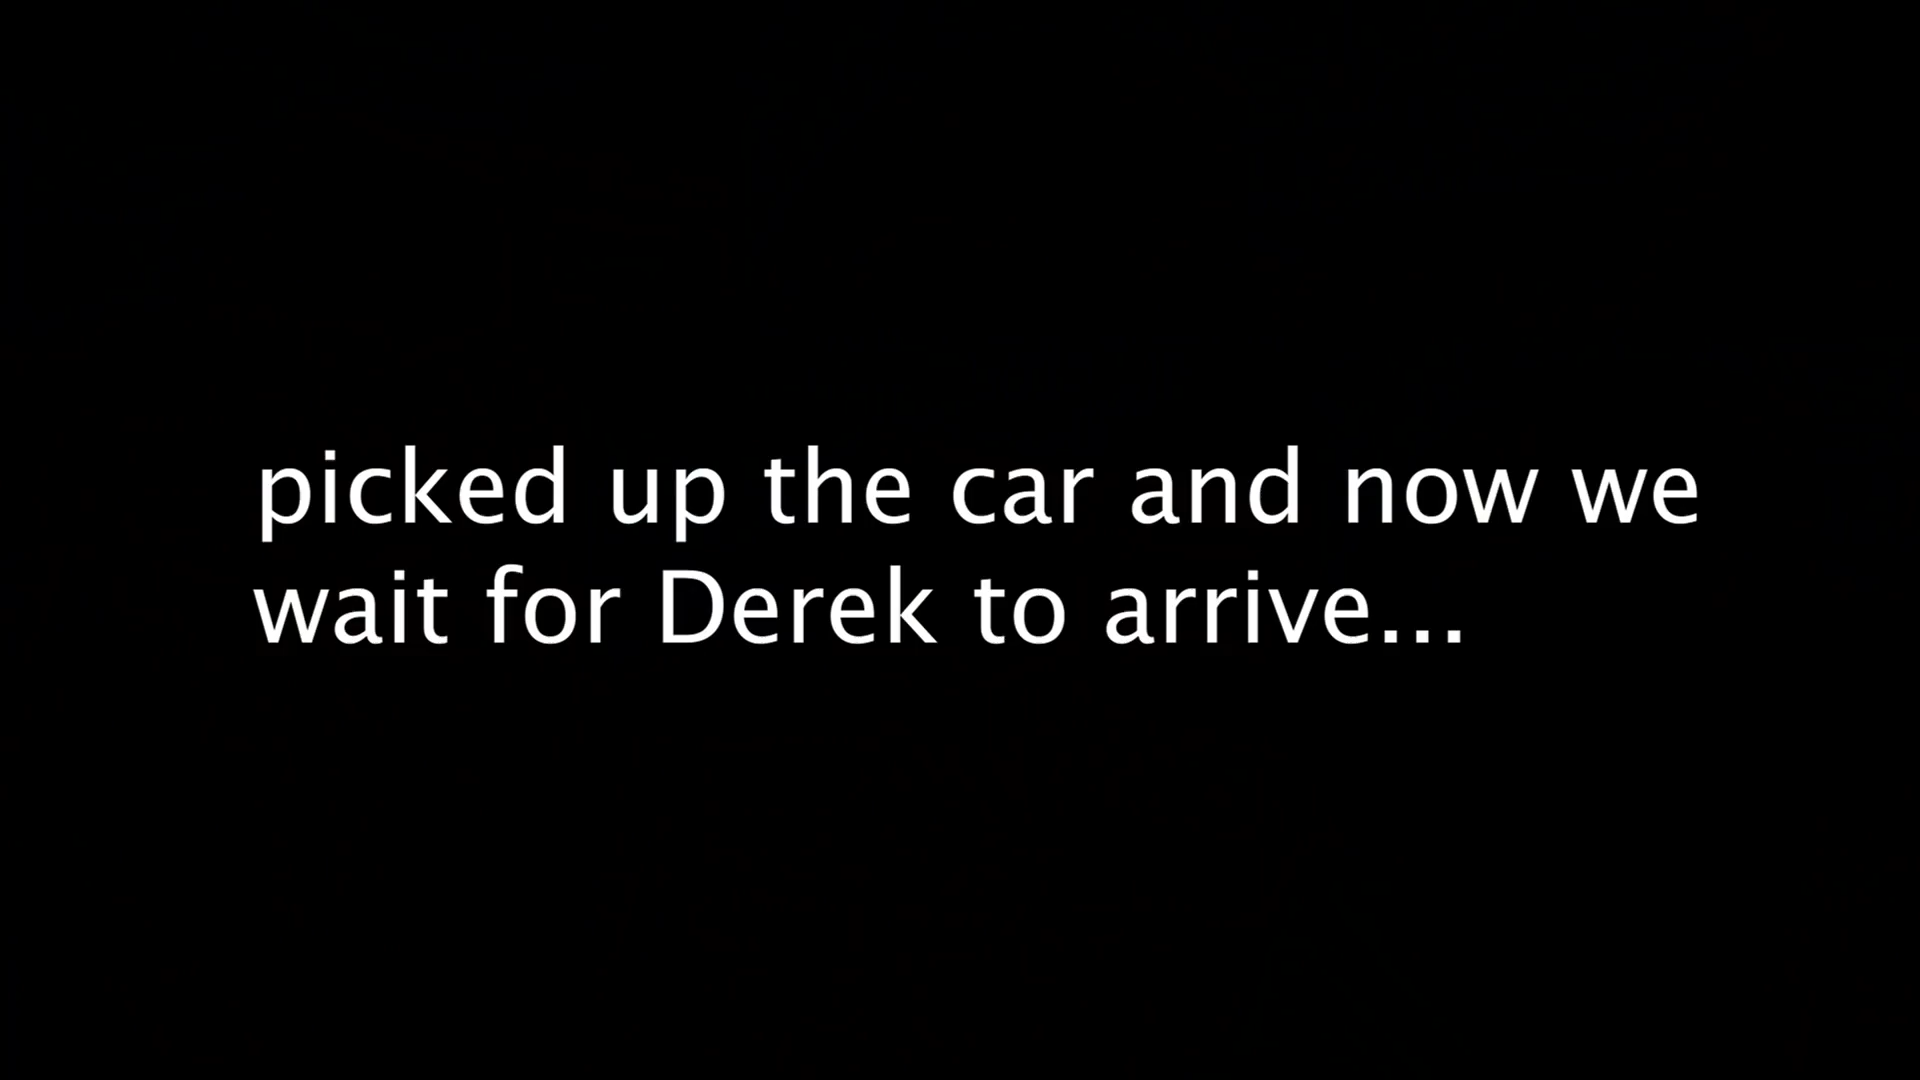 picked up the car and now we
wait for Derek to arrive...